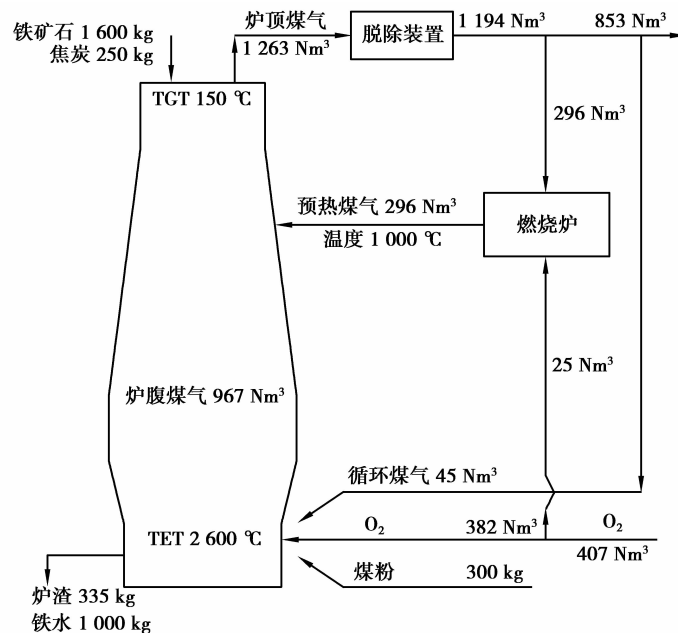 铁矿石 1 600 kg
焦炭 250 kg
炉顶煤气
1 263 Nm³
脱除装置
1 194 Nm³
853 Nm³
TGT 150 ℃
296 Nm³
预热煤气 296 Nm³
温度 1 000 ℃
燃烧炉
25 Nm³
炉腹煤气 967 Nm³
循环煤气 45 Nm³
TET 2 600 ℃
O₂
382 Nm³
O₂
407 Nm³
煤粉
300 kg
炉渣 335 kg
铁水 1 000 kg